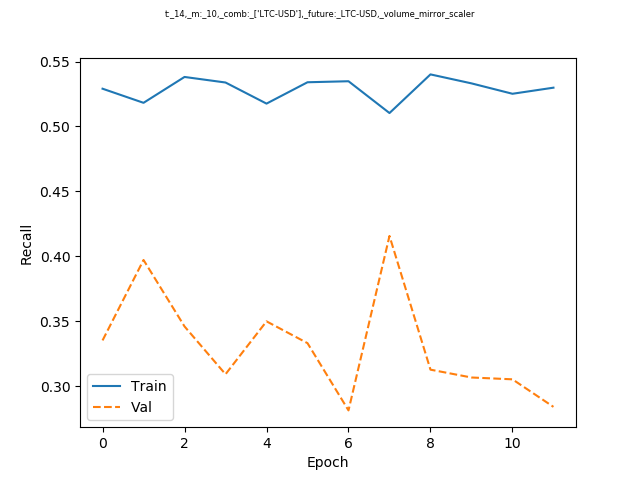 t:_14,_m:_10,_comb:_['LTC-USD'],_future:_LTC-USD,_volume_mirror_scaler
0.55
0.50
0.45
0.40
0.35
0.30
Recall
Train
Val
0 2 4 6 8 10
Epoch